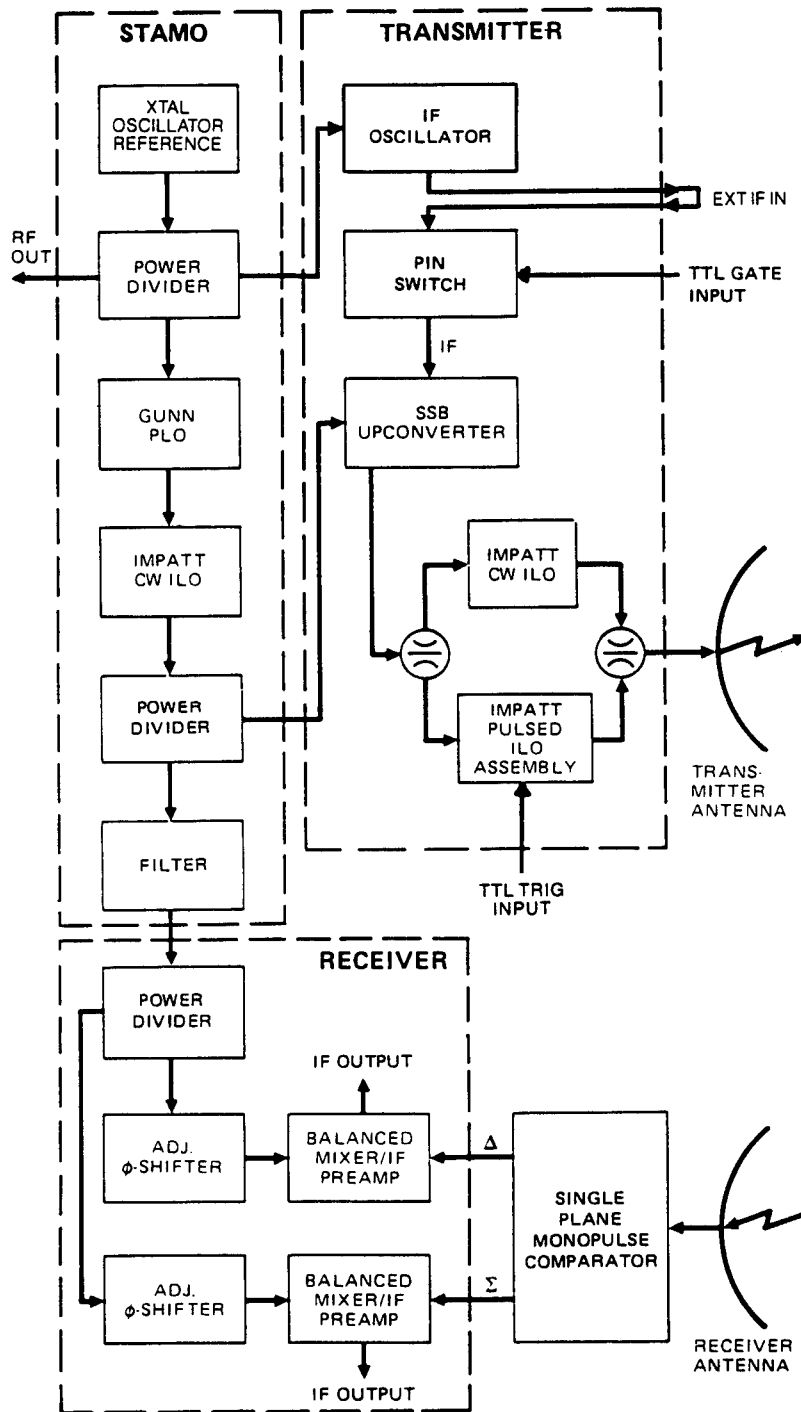 STAMO
XTAL
OSCILLATOR
REFERENCE
RF
OUT
POWER
DIVIDER
GUNN
PLO
IMPATT
CW ILO
POWER
DIVIDER
FILTER
TRANSMITTER
IF
OSCILLATOR
EXT IF IN
PIN
SWITCH
TTL GATE
INPUT
IF
SSB
UPCONVERTER
IMPATT
CW ILO
IMPATT
PULSED
ILO
ASSEMBLY
TTL TRIG
INPUT
TRANS-
MITTER
ANTENNA
RECEIVER
POWER
DIVIDER
IF OUTPUT
ADJ.
ϕ-SHIFTER
BALANCED
MIXER/IF
PREAMP
Δ
SINGLE
PLANE
MONOPULSE
COMPARATOR
ADJ.
ϕ-SHIFTER
BALANCED
MIXER/IF
PREAMP
Σ
IF OUTPUT
RECEIVER
ANTENNA